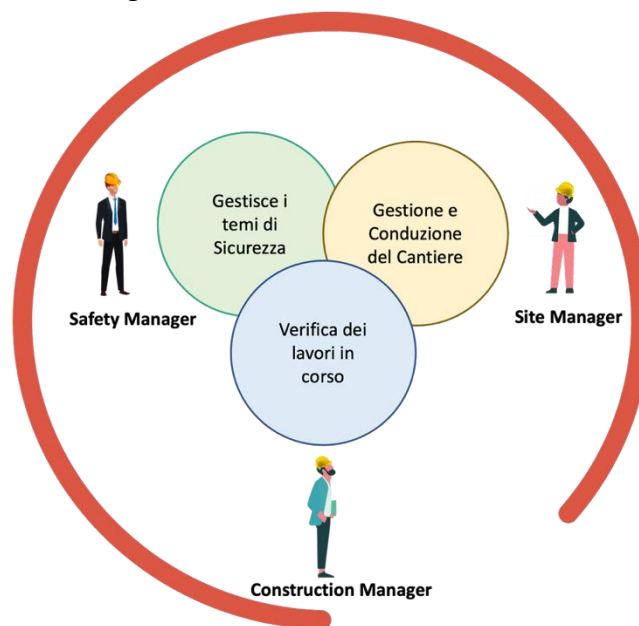 Gestisce i
temi di
Sicurezza
Gestione e
Conduzione
del Cantiere
Safety Manager
Site Manager
Verifica dei
lavori in
corso
Construction Manager